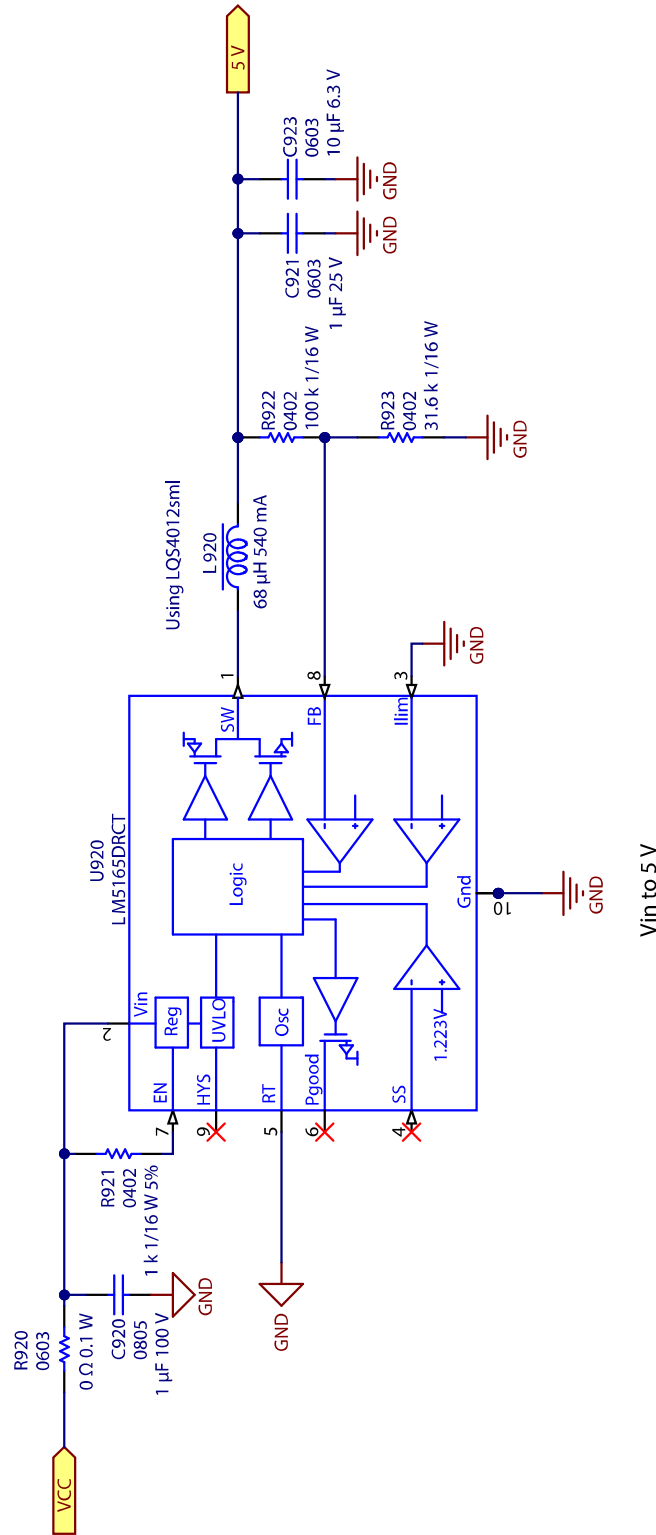 VCC
R920
0603
0 Ω 0.1 W
C920
0805
1 µF 100 V
GND
R921
0402
1 k 1/16 W 5%
GND
U920
LM5165DRCT
2
Vin
7
EN
9
HYS
5
RT
6
Pgood
4
SS
Reg
UVLO
Osc
Logic
1.223V
-
+
-
+
-
+
SW
1
FB
8
Ilim
3
Gnd
10
GND
GND
Using LQS4012sml
L 920
68 µH 540 mA
R922
0402
100 k 1/16 W
R923
0402
31.6 k 1/16 W
GND
C921
0603
1 µF 25 V
GND
C923
0603
10 µF 6.3 V
GND
5 V
Vin to 5 V